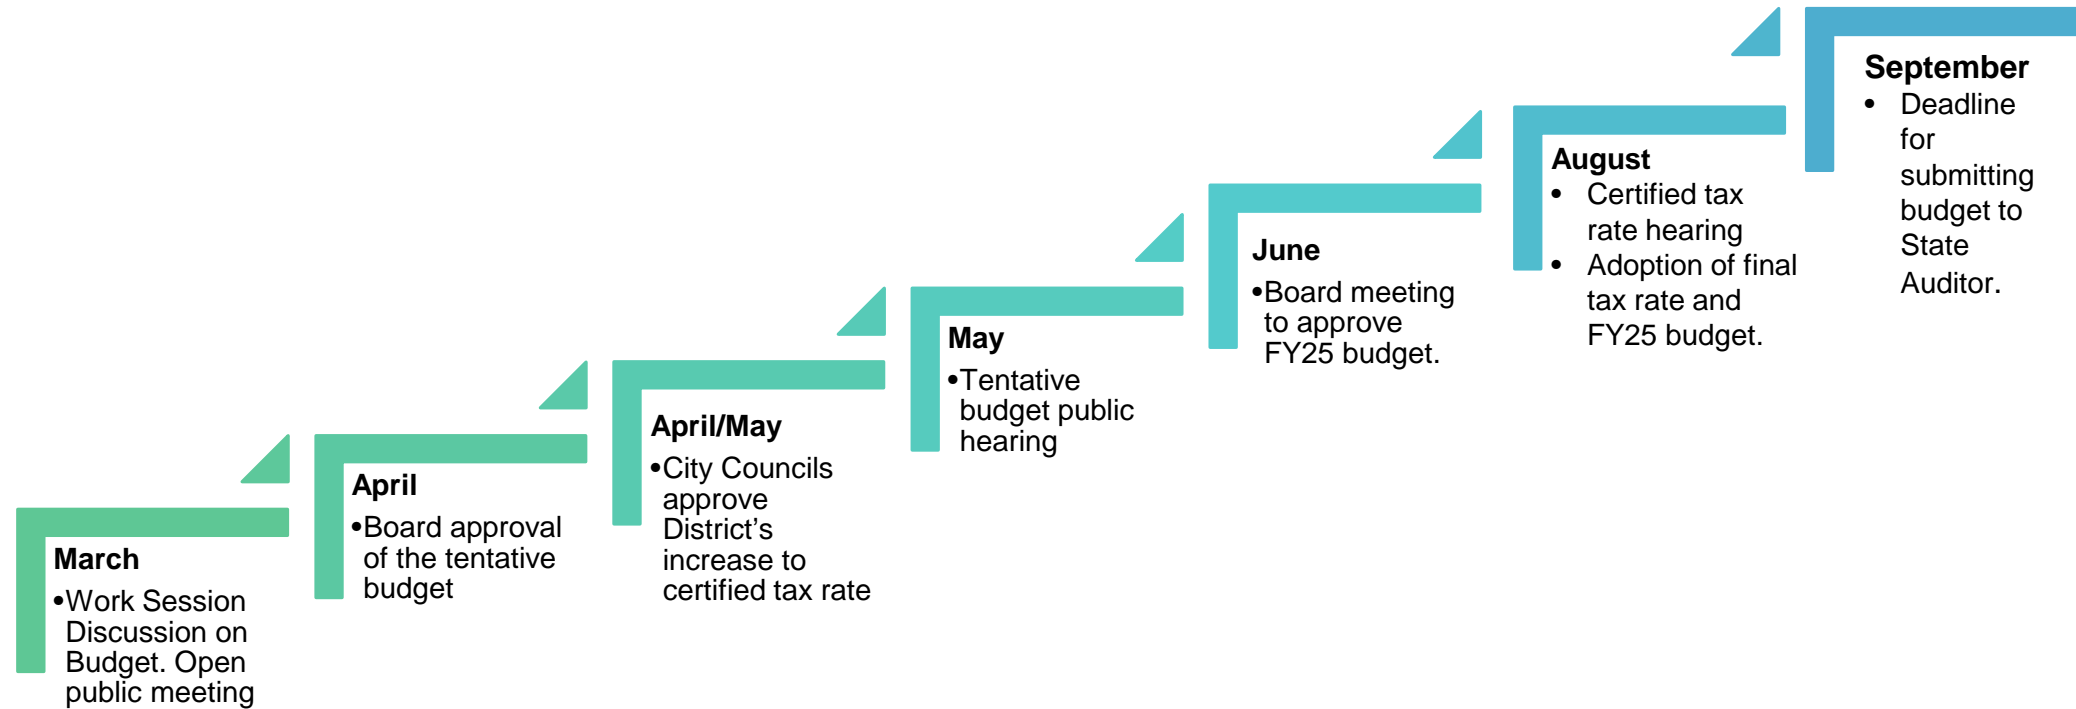 March
•Work Session
Discussion on
Budget. Open
public meeting
April
•Board approval
of the tentative
budget
April/May
•City Councils
approve
District’s
increase to
certified tax rate
May
•Tentative
budget public
hearing
June
•Board meeting
to approve
FY25 budget.
August
• Certified tax
rate hearing
• Adoption of final
tax rate and
FY25 budget.
September
• Deadline
for
submitting
budget to
State
Auditor.